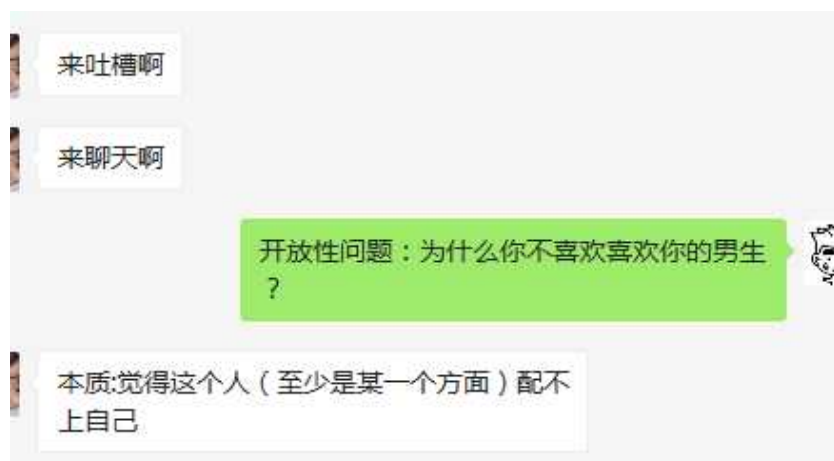 来吐槽啊
来聊天啊
开放性问题：为什么你不喜欢喜欢你的男生
？
本质:觉得这个人（至少是某一个方面）配不
上自己